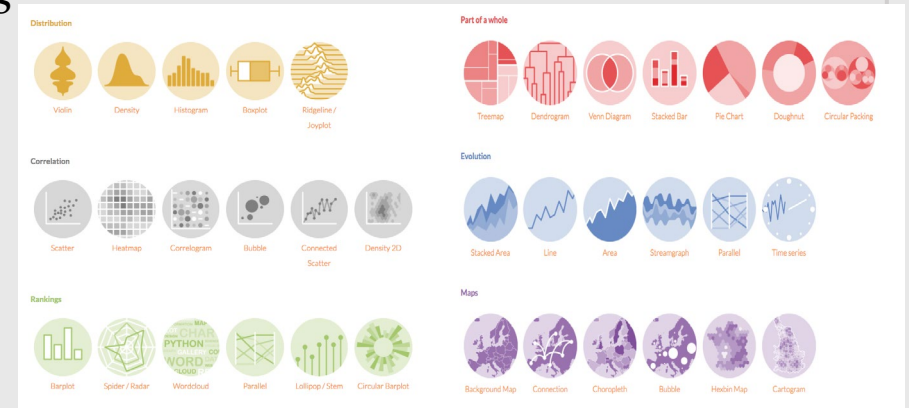 s
Distribution
Violin Density Histogram Boxplot Ridgeline /
Joyplot
Part of a whole
Treemap Dendrogram Venn Diagram Stacked Bar Pie Chart Doughnut Circular Packing
Correlation
Scatter Heatmap Correlogram Bubble Connected Density 2D
Scatter
Evolution
Stacked Area Line Area Streamgraph Parallel Time series
Rankings
MAP
CHAR
PYTHON
WORD
CLOUD
Barplot Spider / Radar Wordcloud Parallel Lollipop / Stem Circular Barplot
Maps
Background Map Connection Choropleth Bubble Hexbin Map Cartogram